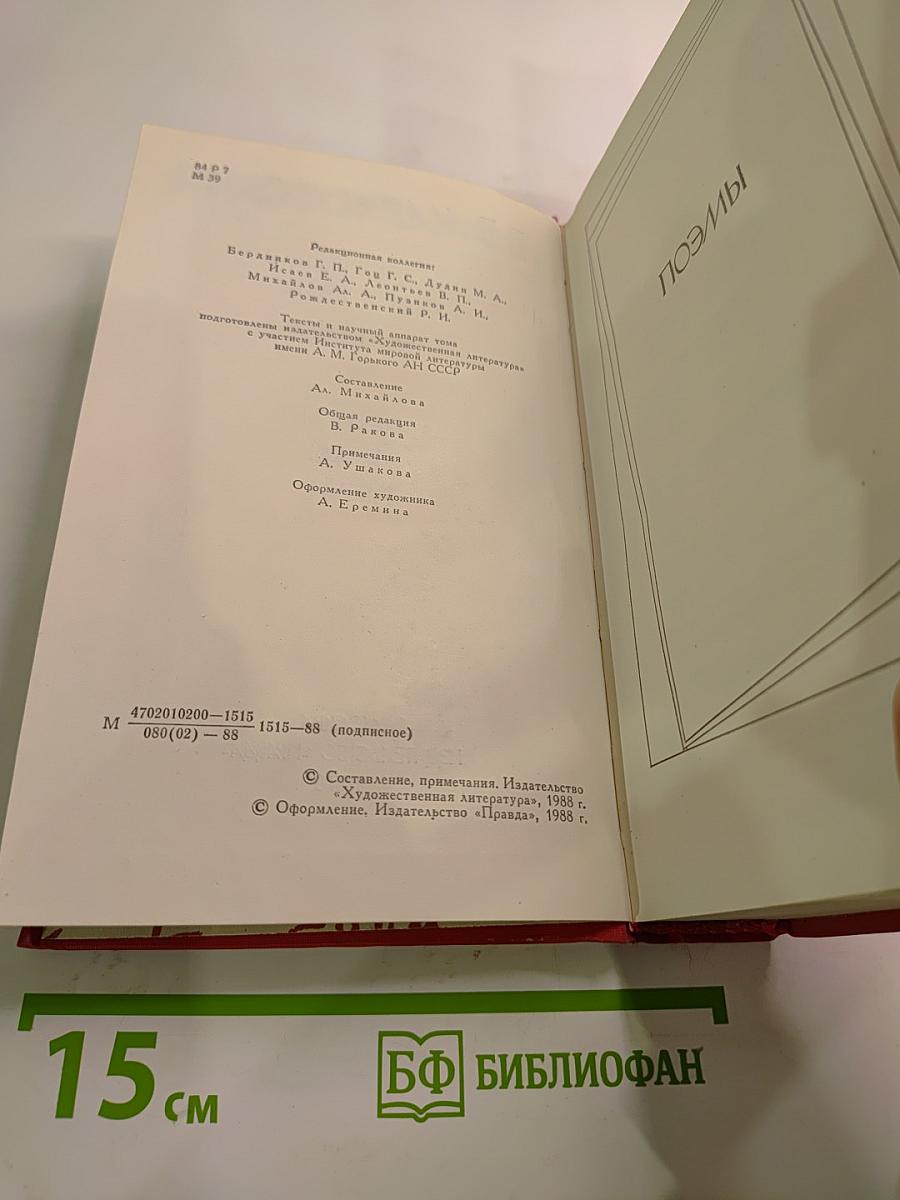 84 Р 7
М 39
Редакционная коллегия:
Бердников Г. П., Гоц Г. С., Дудин М. А.,
Исаев Е. А., Леонтьев В. П.,
Михайлов Ал. А., Пузиков А. И.,
Рождественский Р. И.
Тексты и научный аппарат тома
подготовлены издательством «Художественная литература»
с участием Института мировой литературы
имени А. М. Горького АН СССР
Составление
Ал. Михайлова
Общая редакция
В. Ракова
Примечания
А. Ушакова
Оформление художника
А. Еремина
М 4702010200—1515
080(02) — 88
1515—88 (подписное)
© Составление, примечания. Издательство
«Художественная литература», 1988 г.
© Оформление. Издательство «Правда», 1988 г.
ПОЭМЫ
15 см
БФ БИБЛИОФАН